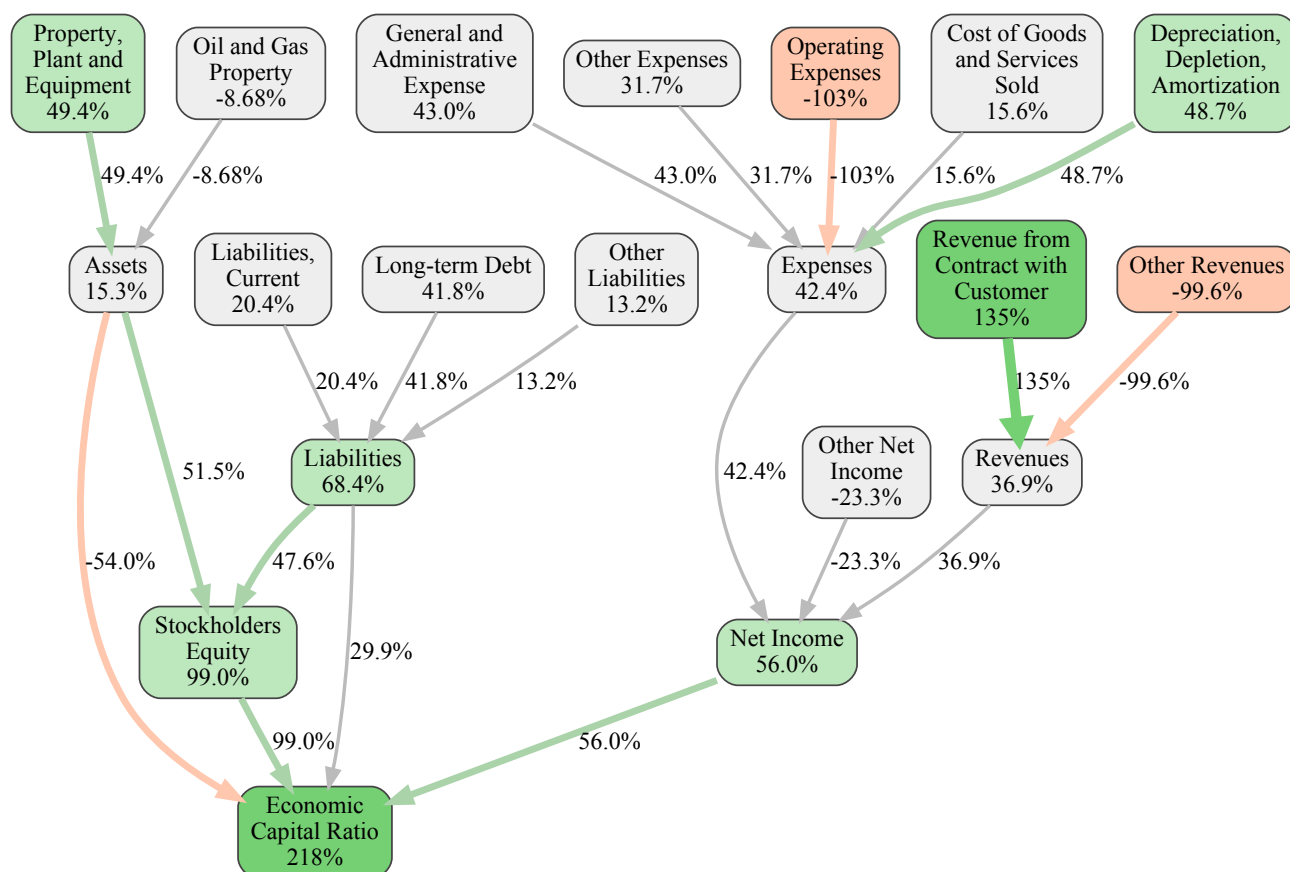 Property,
Plant and
Equipment
49.4%
Oil and Gas
Property
-8.68%
General and
Administrative
Expense
43.0%
Other Expenses
31.7%
Operating
Expenses
-103%
Cost of Goods
and Services
Sold
15.6%
Depreciation,
Depletion,
Amortization
48.7%
49.4%
-8.68%
43.0%
31.7%
-103%
15.6%
48.7%
Assets
15.3%
Liabilities,
Current
20.4%
Long-term Debt
41.8%
Other
Liabilities
13.2%
Expenses
42.4%
Revenue from
Contract with
Customer
135%
Other Revenues
-99.6%
20.4%
41.8%
13.2%
135%
-99.6%
51.5%
Liabilities
68.4%
42.4%
Other Net
Income
-23.3%
Revenues
36.9%
-54.0%
47.6%
-23.3%
36.9%
Stockholders
Equity
99.0%
29.9%
Net Income
56.0%
99.0%
56.0%
Economic
Capital Ratio
218%